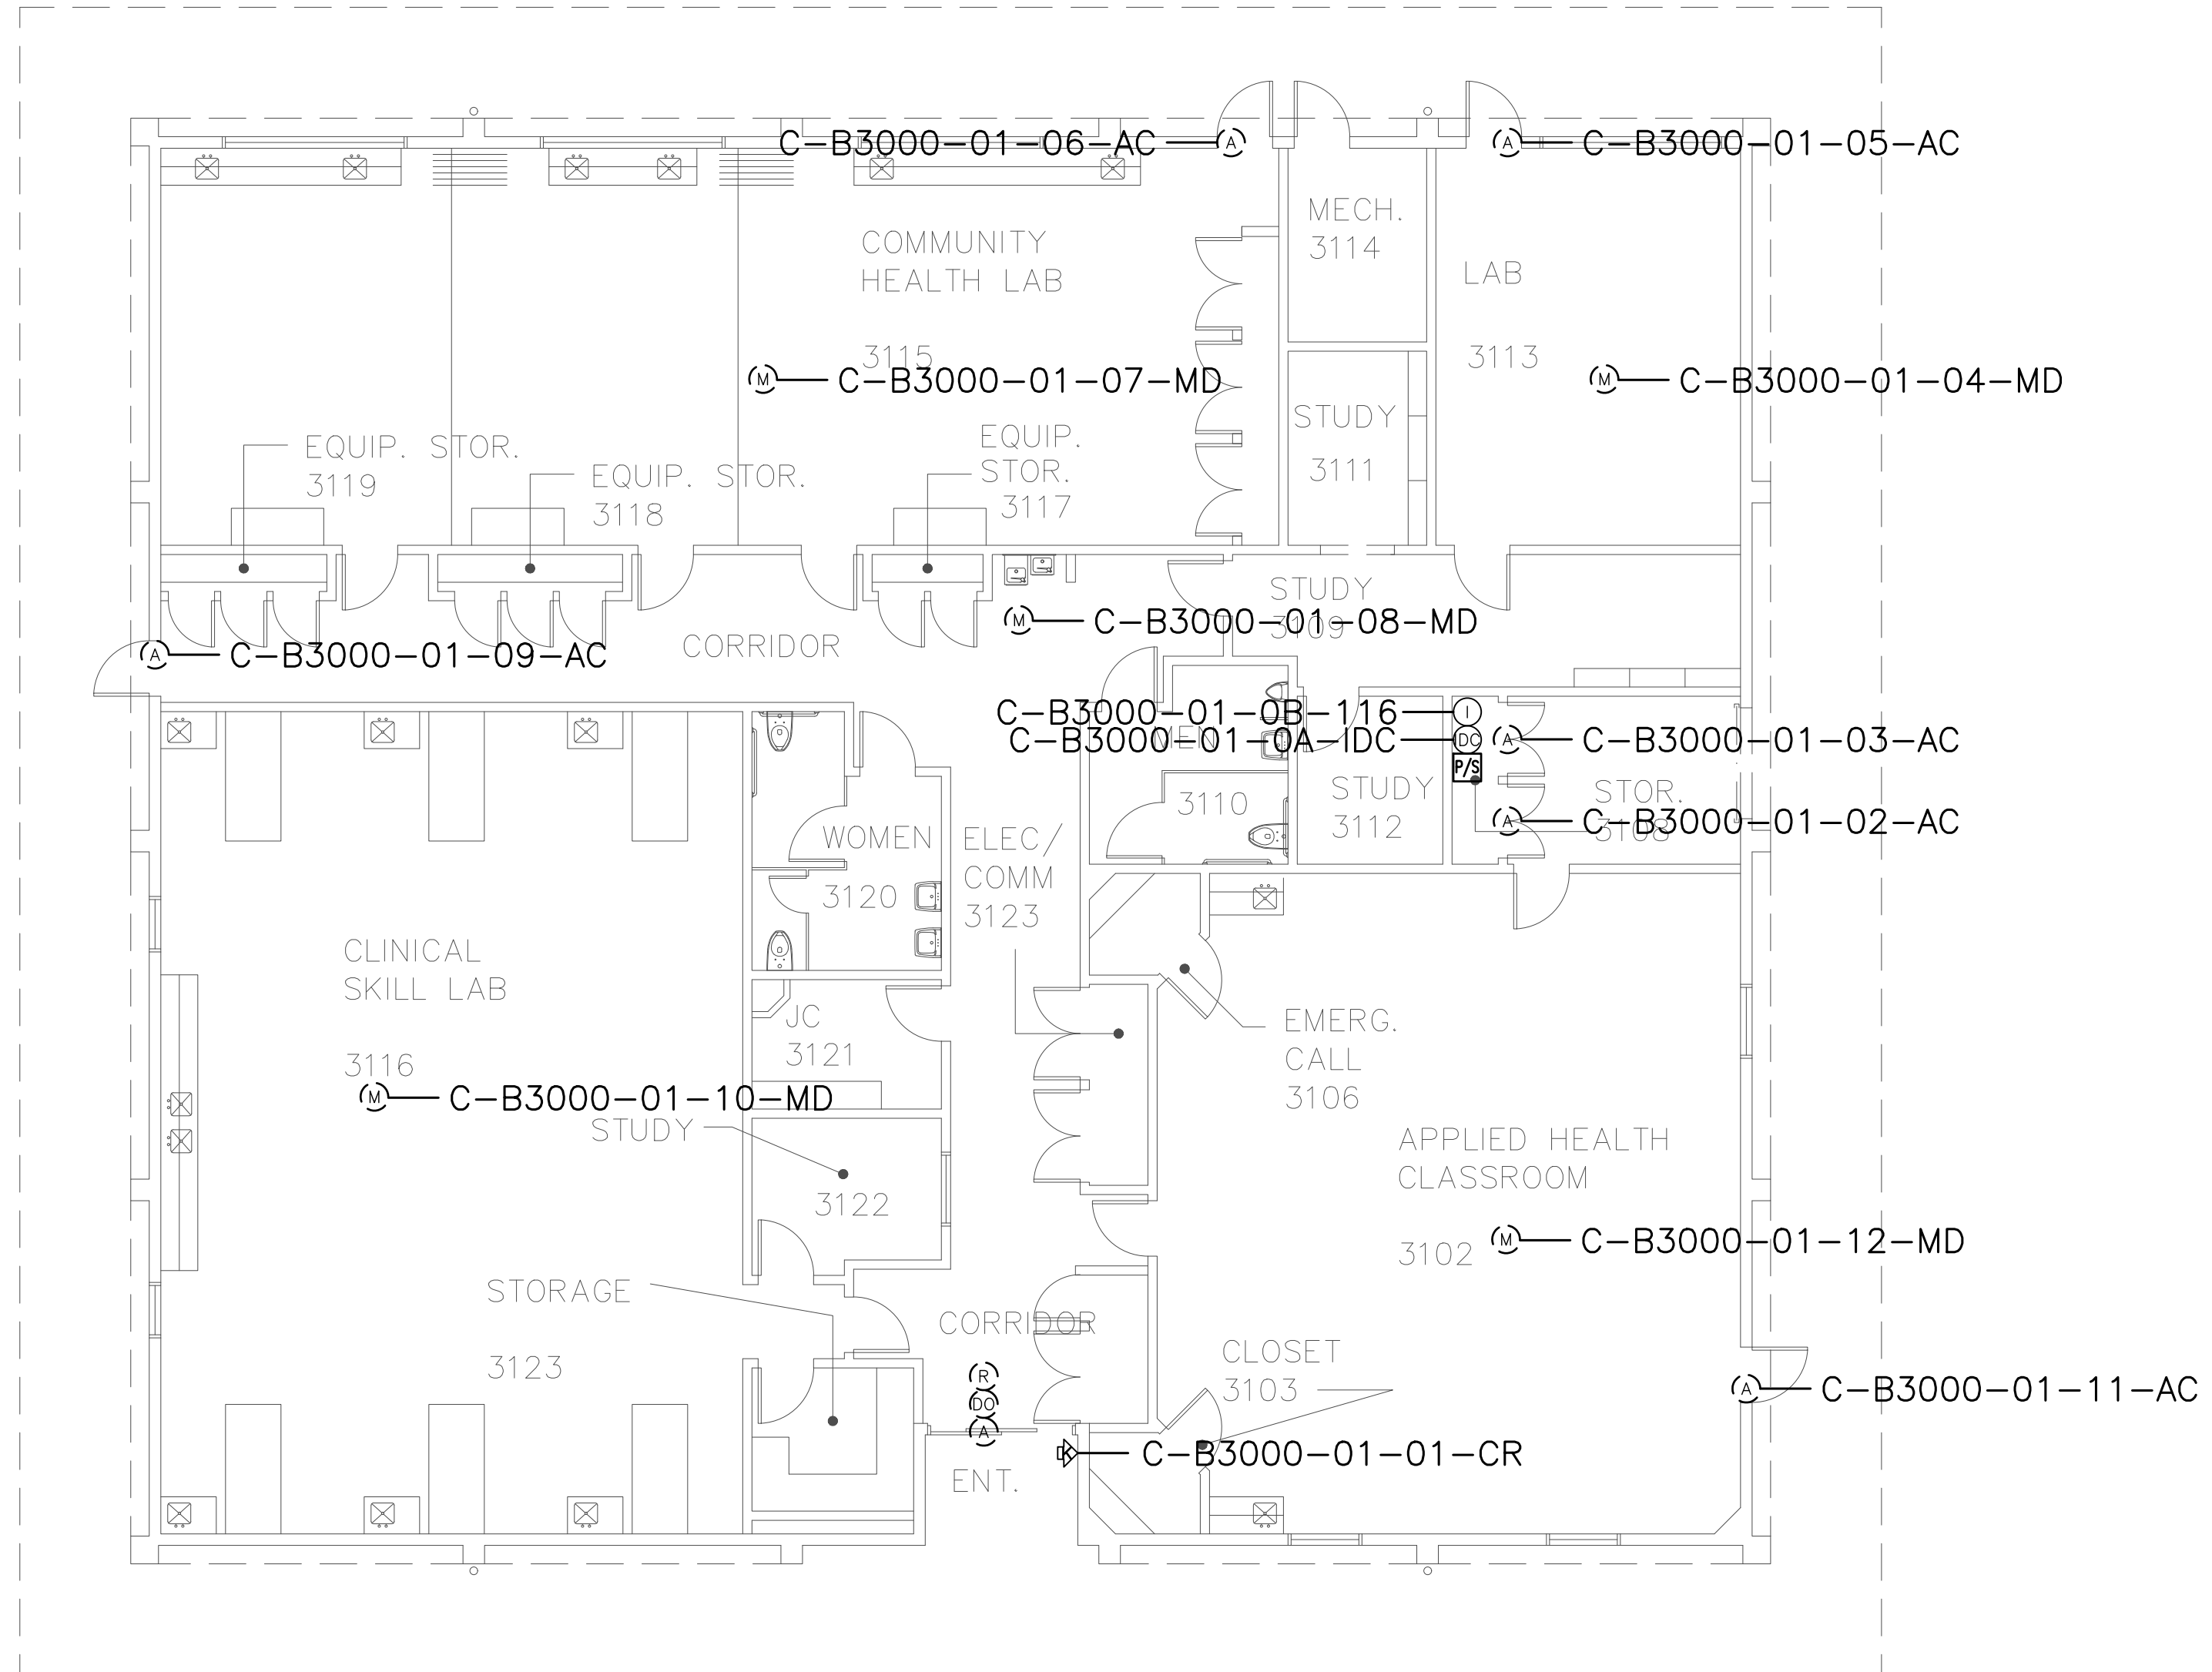 C-B3000-01-06-AC
A
A
C-B3000-01-05-AC
MECH.
3114
COMMUNITY
HEALTH LAB
LAB
3115
3113
M
C-B3000-01-07-MD
M
C-B3000-01-04-MD
STUDY
3111
EQUIP. STOR.
3119
EQUIP. STOR.
3118
EQUIP.
STOR.
3117
STUDY
3109
M
C-B3000-01-08-MD
A
C-B3000-01-09-AC
CORRIDOR
C-B3000-01-0B-116
I
MEN
C-B3000-01-0A-IDC
IDC
A
C-B3000-01-03-AC
P/S
STUDY
3112
STOR.
3108
3110
A
C-B3000-01-02-AC
WOMEN
3120
ELEC/
COMM
3123
CLINICAL
SKILL LAB
3116
JC
3121
EMERG.
CALL
3106
M
C-B3000-01-10-MD
STUDY
3122
APPLIED HEALTH
CLASSROOM
3102
M
C-B3000-01-12-MD
STORAGE
3123
CORRIDOR
CLOSET
3103
R
DO
A
A
C-B3000-01-11-AC
C-B3000-01-01-CR
ENT.